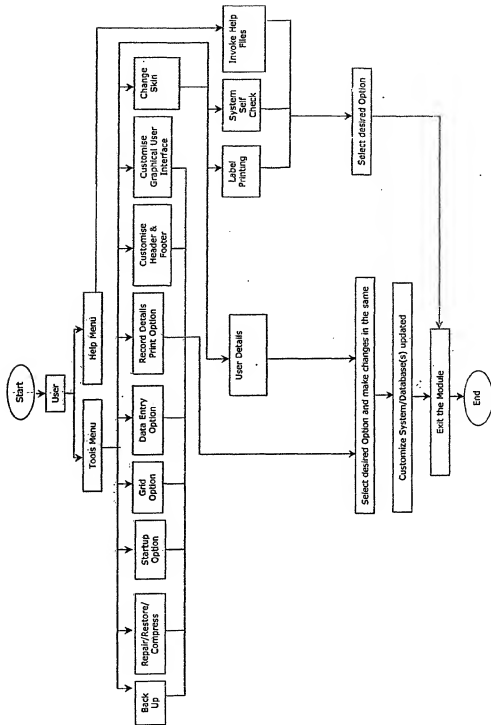 Start
User
Tools Menu
Help Menu
Back
Up
Repair/Restore/
Compress
Startup
Option
Grid
Option
Data Entry
Option
Record Details
Print Option
Customise
Header &
Footer
Customise
Graphical User
Interface
Change
Skin
User Details
Label
Printing
System
Self
Check
Invoke Help
Files
Select desired Option
Select desired Option and make changes in the same
Customize System/Database(s) updated
Exit the Module
End